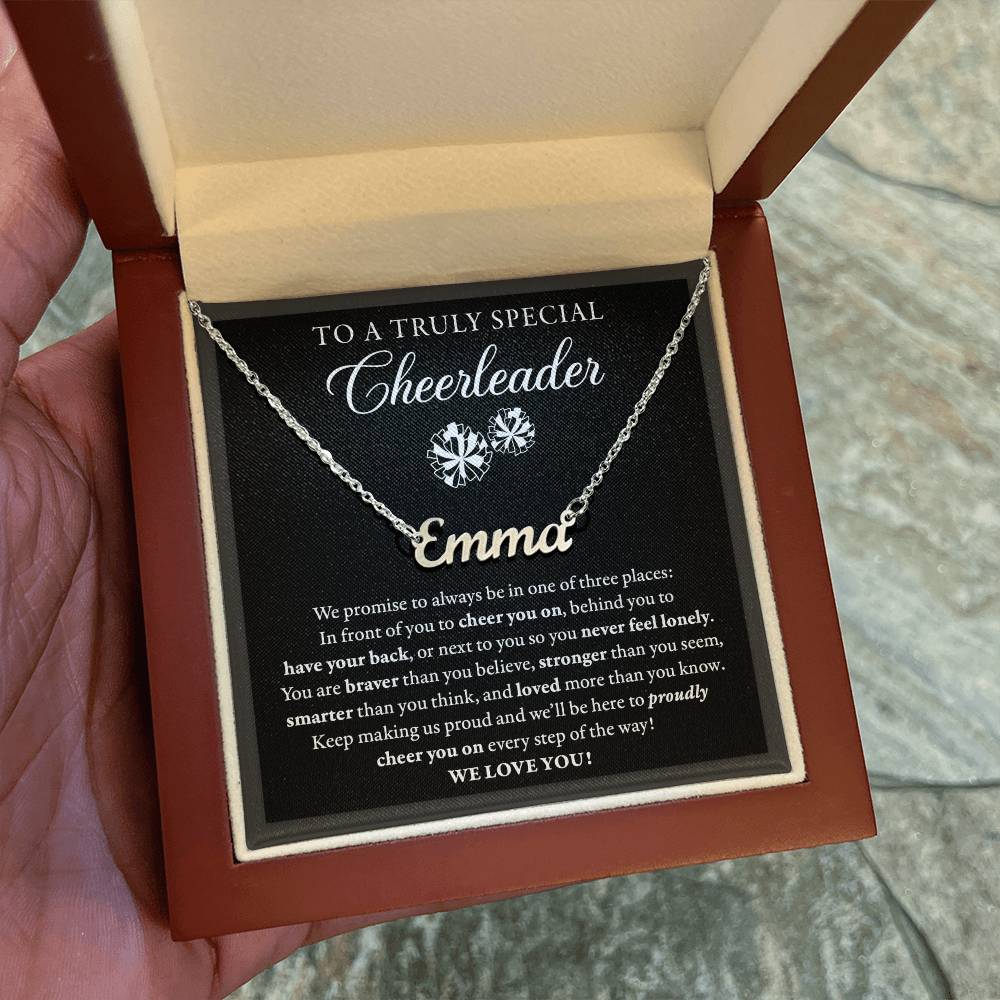 TO A TRULY SPECIAL
Cheerleader
Emma
We promise to always be in one of three places:
In front of you to cheer you on, behind you to
have your back, or next to you so you never feel lonely.
You are braver than you believe, stronger than you seem,
smarter than you think, and loved more than you know.
Keep making us proud and we'll be here to proudly
cheer you on every step of the way!
WE LOVE YOU!